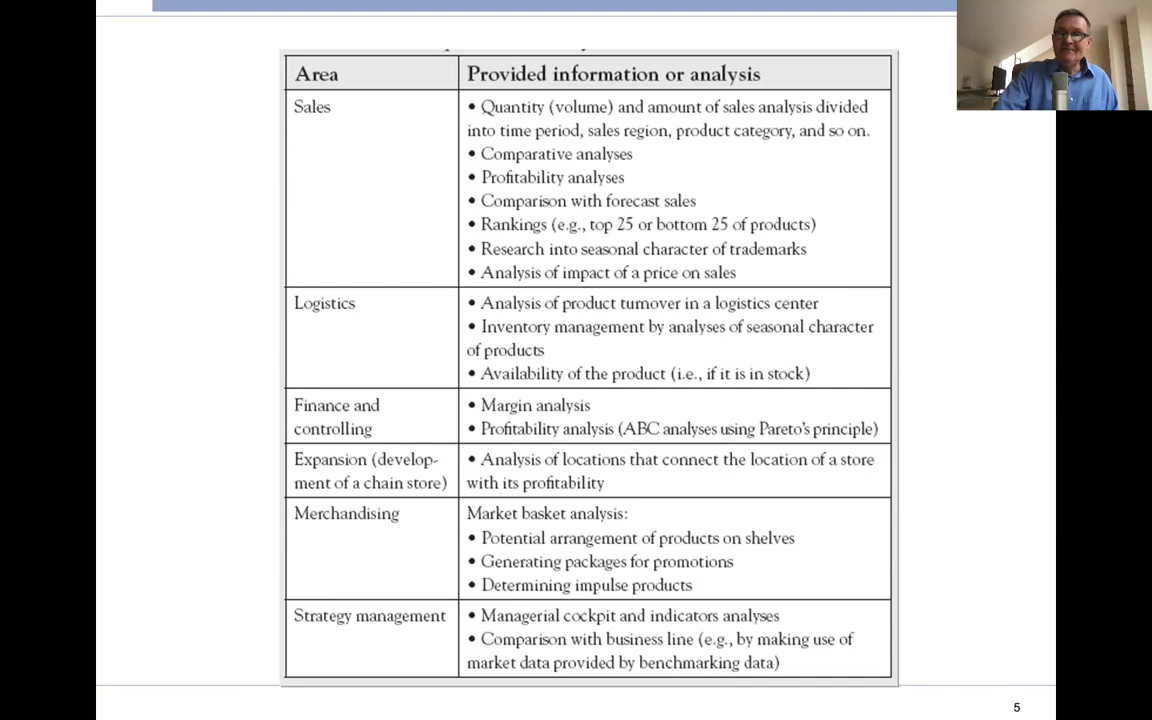 Area Provided information or analysis
Sales • Quantity (volume) and amount of sales analysis divided
into time period, sales region, product category, and so on.
• Comparative analyses
• Profitability analyses
• Comparison with forecast sales
• Rankings (e.g., top 25 or bottom 25 of products)
• Research into seasonal character of trademarks
• Analysis of impact of a price on sales
Logistics • Analysis of product turnover in a logistics center
• Inventory management by analyses of seasonal character
of products
• Availability of the product (i.e., if it is in stock)
Finance and • Margin analysis
controlling • Profitability analysis (ABC analyses using Pareto's principle)
Expansion (develop- • Analysis of locations that connect the location of a store
ment of a chain store) with its profitability
Merchandising Market basket analysis:
• Potential arrangement of products on shelves
• Generating packages for promotions
• Determining impulse products
Strategy management • Managerial cockpit and indicators analyses
• Comparison with business line (e.g., by making use of
market data provided by benchmarking data)
5